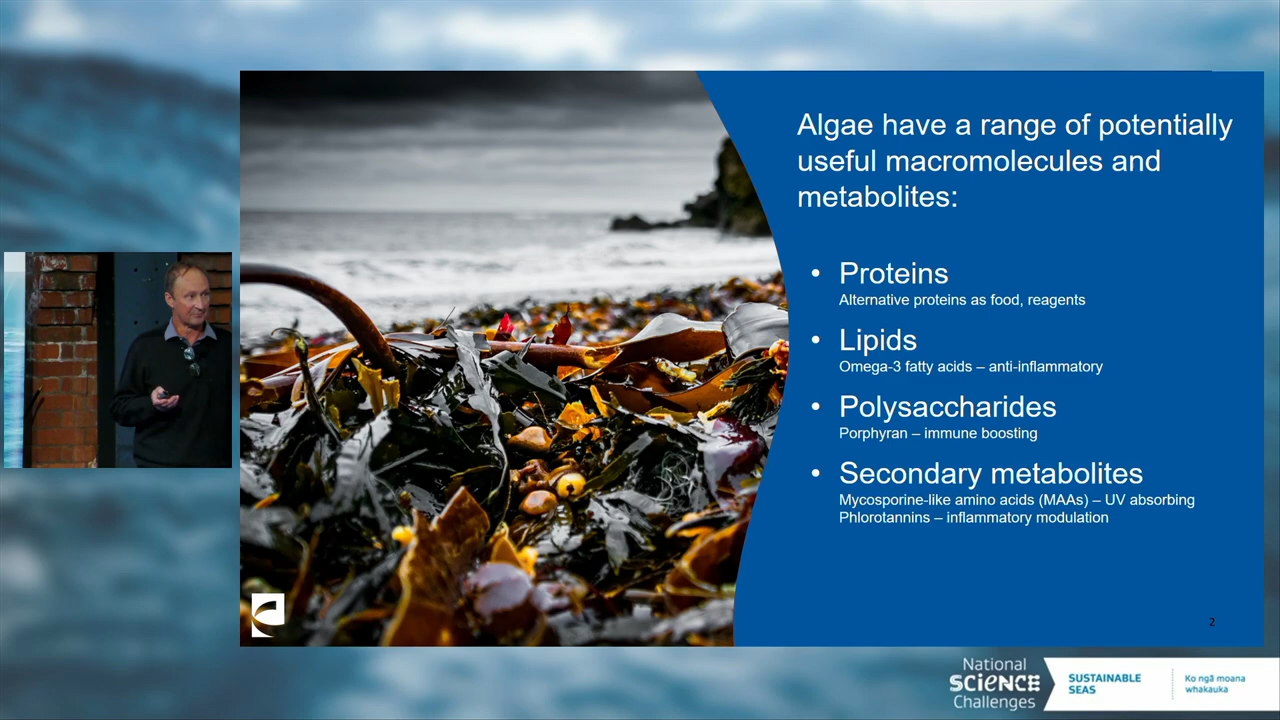 Algae have a range of potentially
useful macromolecules and
metabolites:
• Proteins
Alternative proteins as food, reagents
• Lipids
Omega-3 fatty acids – anti-inflammatory
• Polysaccharides
Porphyran – immune boosting
• Secondary metabolites
Mycosporine-like amino acids (MAAs) – UV absorbing
Phlorotannins – inflammatory modulation
2
National
SCIENCE
Challenges
SUSTAINABLE
SEAS
Ko ngā moana
whakauka